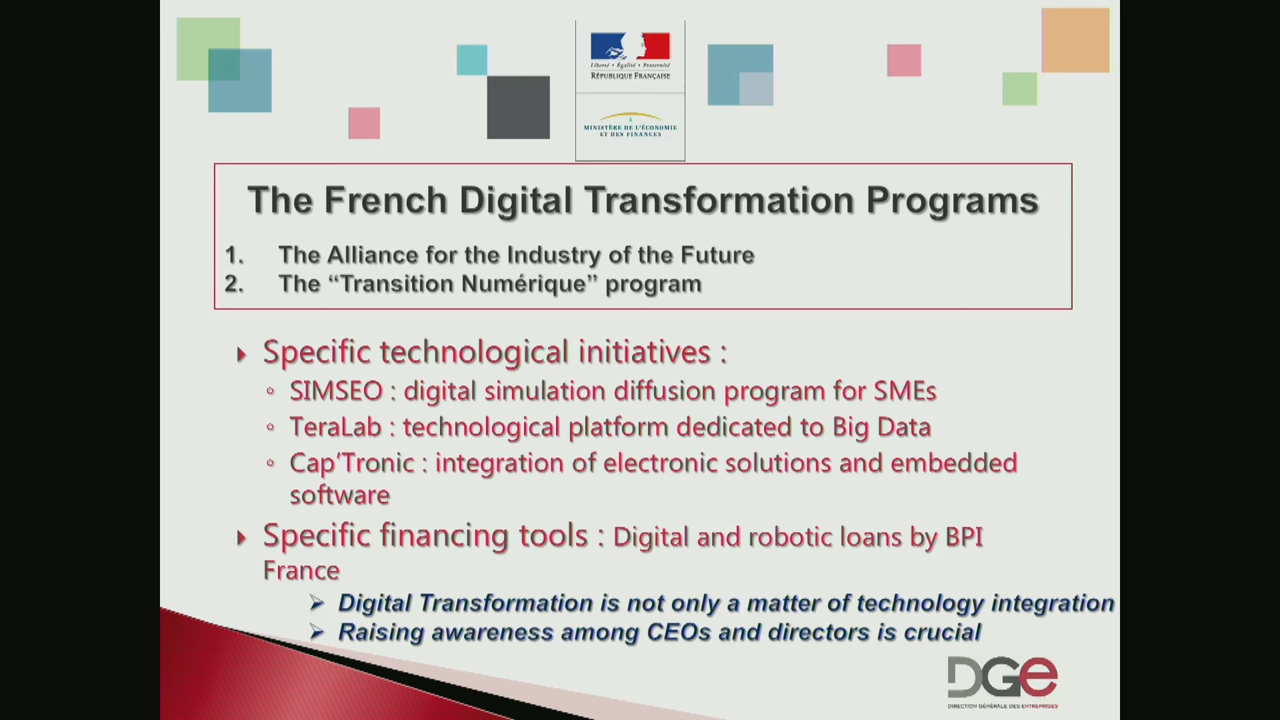 Liberté • Égalité • Fraternité
RÉPUBLIQUE FRANÇAISE
MINISTÈRE DE L'ÉCONOMIE
ET DES FINANCES
The French Digital Transformation Programs
1. The Alliance for the Industry of the Future
2. The “Transition Numérique” program
Specific technological initiatives :
SIMSEO : digital simulation diffusion program for SMEs
TeraLab : technological platform dedicated to Big Data
Cap’Tronic : integration of electronic solutions and embedded
software
Specific financing tools : Digital and robotic loans by BPI
France
Digital Transformation is not only a matter of technology integration
Raising awareness among CEOs and directors is crucial
DGe
DIRECTION GÉNÉRALE DES ENTREPRISES